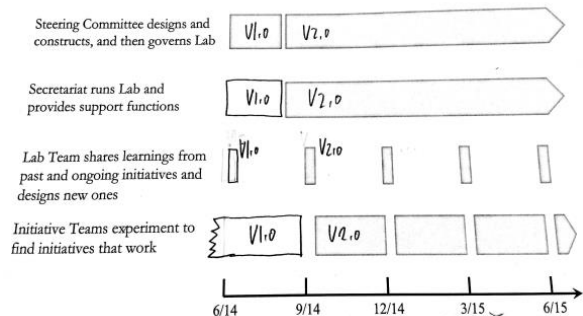 Steering Committee designs and
constructs, and then governs Lab
V1.0 V2.0
Secretariat runs Lab and
provides support functions
V1.0 V2.0
Lab Team shares learnings from
past and ongoing initiatives and
designs new ones
V1.0 V2.0
Initiative Teams experiment to
find initiatives that work
V1.0 V2.0
6/14 9/14 12/14 3/15 6/15